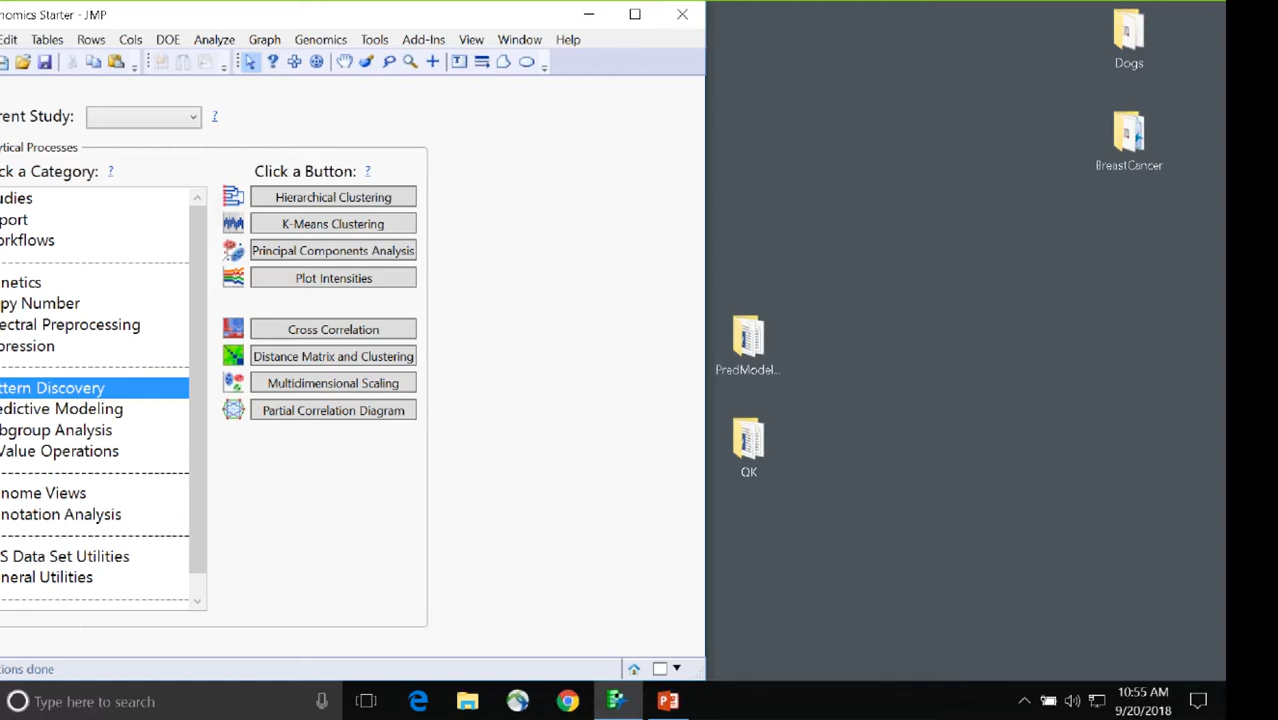 nomics Starter - JMP
Edit Tables Rows Cols DOE Analyze Graph Genomics Tools Add-Ins View Window Help
rent Study: ?
ytical Processes
ck a Category: ?
udies
port
orkflows
netics
py Number
ectral Preprocessing
pression
ttern Discovery
edictive Modeling
bgroup Analysis
Value Operations
nome Views
notation Analysis
S Data Set Utilities
neral Utilities
Click a Button: ?
Hierarchical Clustering
K-Means Clustering
Principal Components Analysis
Plot Intensities
Cross Correlation
Distance Matrix and Clustering
Multidimensional Scaling
Partial Correlation Diagram
tions done
Dogs
BreastCancer
PredModel...
QK
Type here to search
10:55 AM
9/20/2018